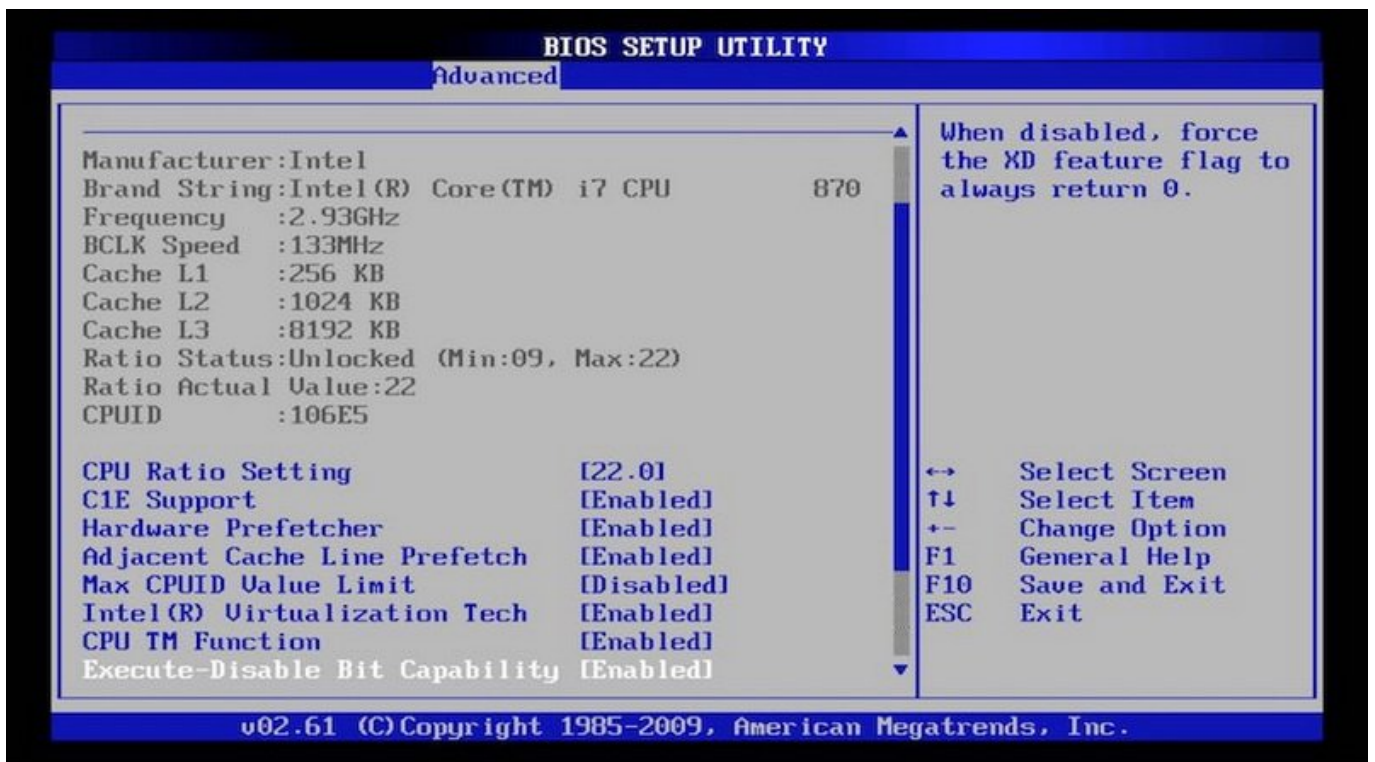 BIOS SETUP UTILITY
Advanced
Manufacturer:Intel
Brand String:Intel(R) Core(TM) i7 CPU 870
Frequency :2.93GHz
BCLK Speed :133MHz
Cache L1 :256 KB
Cache L2 :1024 KB
Cache L3 :8192 KB
Ratio Status:Unlocked (Min:09, Max:22)
Ratio Actual Value:22
CPUID :106E5
CPU Ratio Setting [22.0]
C1E Support [Enabled]
Hardware Prefetcher [Enabled]
Adjacent Cache Line Prefetch [Enabled]
Max CPUID Value Limit [Disabled]
Intel(R) Virtualization Tech [Enabled]
CPU TM Function [Enabled]
Execute-Disable Bit Capability [Enabled]
When disabled, force
the XD feature flag to
always return 0.
←→ Select Screen
↑↓ Select Item
+- Change Option
F1 General Help
F10 Save and Exit
ESC Exit
v02.61 (C)Copyright 1985-2009, American Megatrends, Inc.